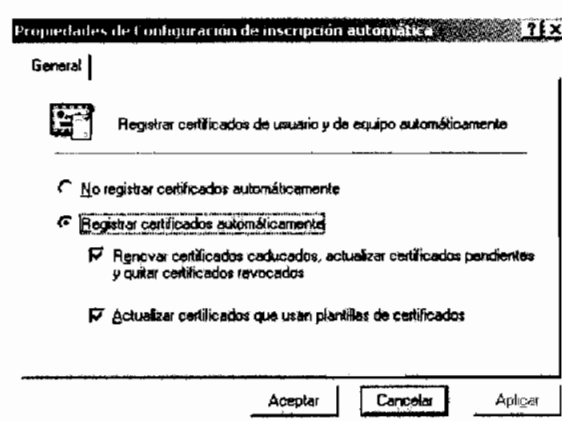 Propiedades de Configuración de inscripción automática
General
Registrar certificados de usuario y de equipo automáticamente
No registrar certificados automáticamente
Registrar certificados automáticamente
Renovar certificados caducados, actualizar certificados pendientes
y quitar certificados revocados
Actualizar certificados que usan plantillas de certificados
Aceptar Cancelar Aplicar